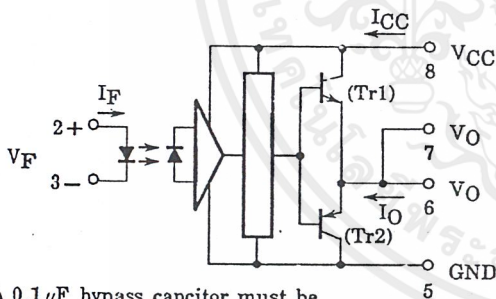 ICC
VCC
8
IF
(Tr1)
2+
VO
7
VF
3-
VO
6
IO
(Tr2)
GND
5
A 0.1μF bypass capcitor must be